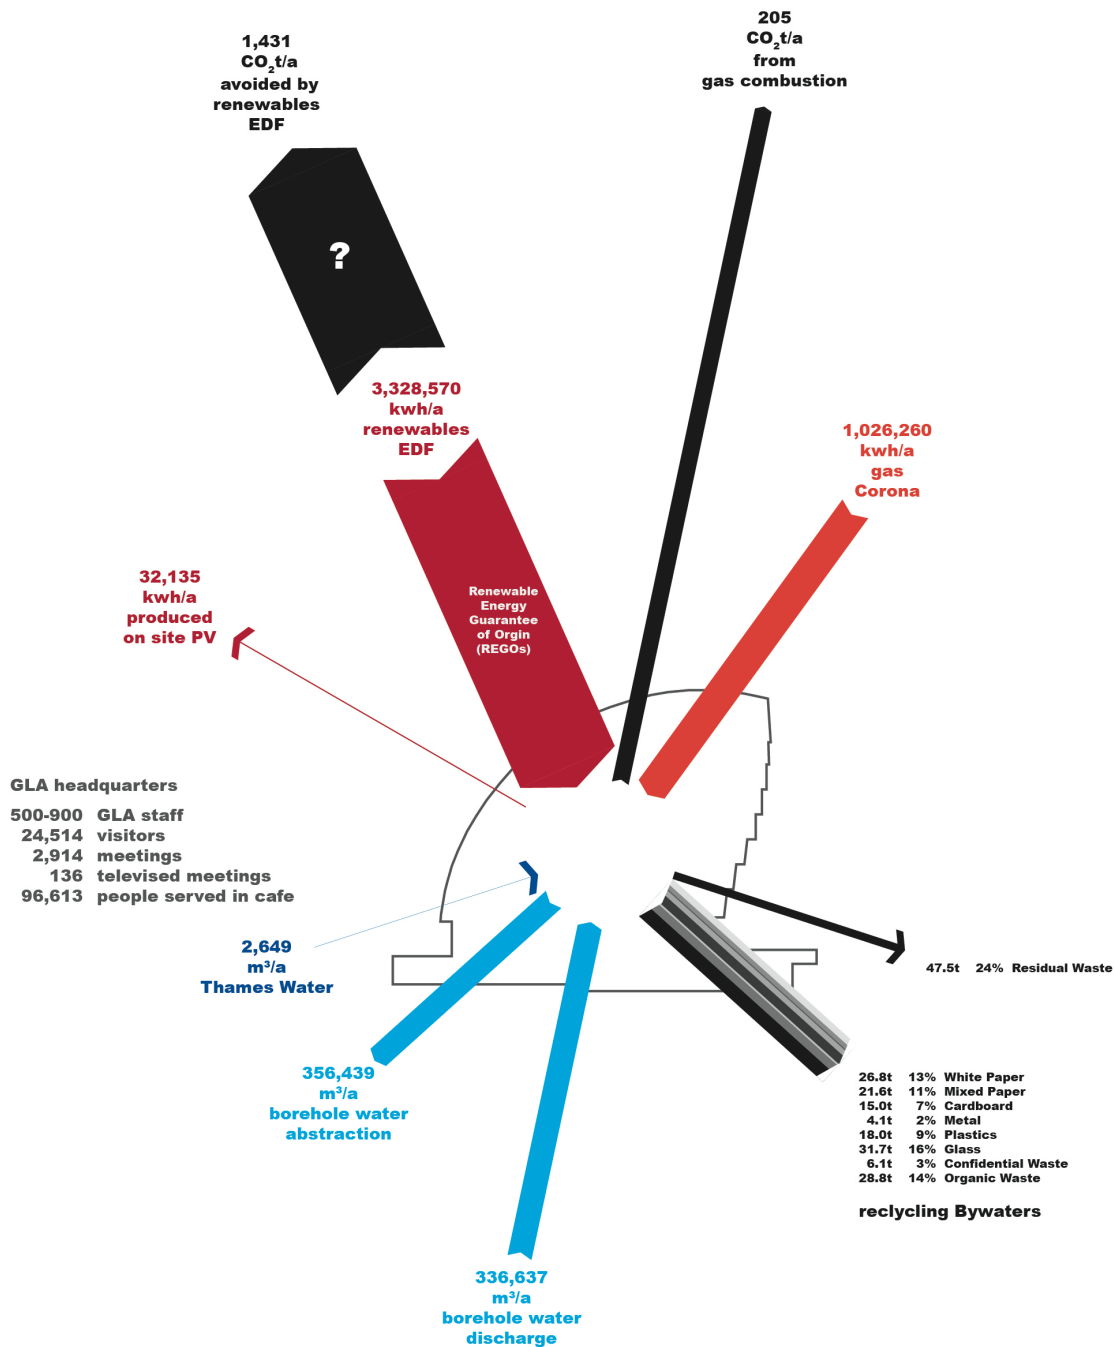 205
CO₂t/a
from
gas combustion
1,431
CO₂t/a
avoided by
renewables
EDF
?
3,328,570
kwh/a
renewables
EDF
1,026,260
kwh/a
gas
Corona
32,135
kwh/a
produced
on site PV
Renewable
Energy
Guarantee
of Orgin
(REGOs)
GLA headquarters
500-900 GLA staff
24,514 visitors
2,914 meetings
136 televised meetings
96,613 people served in cafe
2,649
m³/a
Thames Water
47.5t 24% Residual Waste
356,439
m³/a
borehole water
abstraction
26.8t 13% White Paper
21.6t 11% Mixed Paper
15.0t 7% Cardboard
4.1t 2% Metal
18.0t 9% Plastics
31.7t 16% Glass
6.1t 3% Confidential Waste
28.8t 14% Organic Waste
reclycling Bywaters
336,637
m³/a
borehole water
discharge